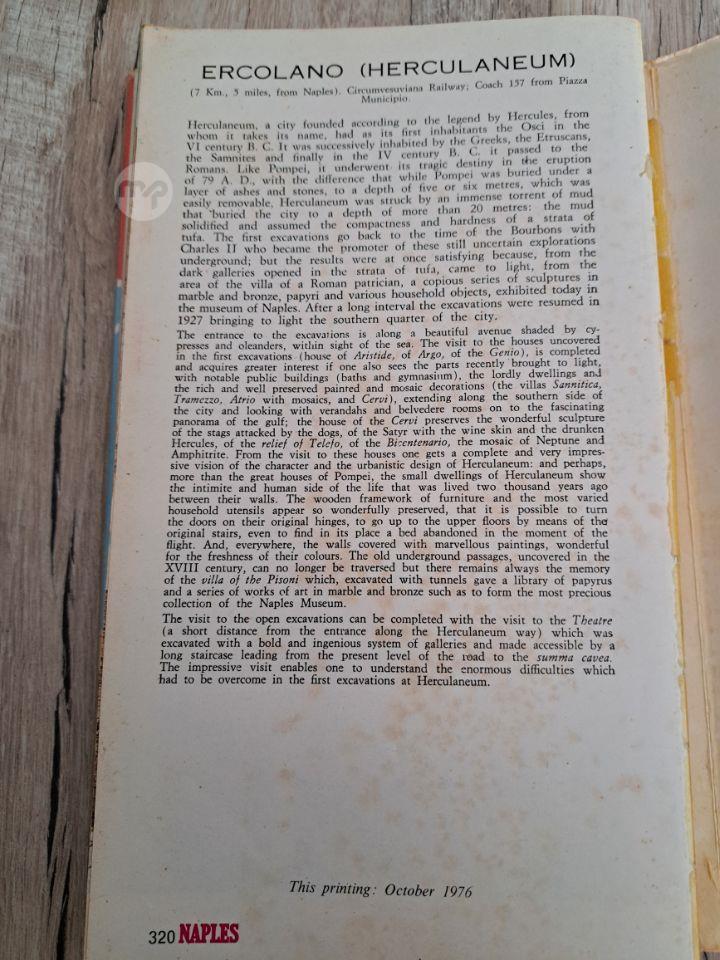 ERCOLANO (HERCULANEUM)
(7 Km., 5 miles, from Naples). Circumvesuviana Railway; Coach 157 from Piazza
Municipio.
Herculaneum, a city founded according to the legend by Hercules, from
whom it takes its name, had as its first inhabitants the Osci in the
VI century B. C. It was successively inhabited by the Greeks, the Etruscans,
the Samnites and finally in the IV century B. C. it passed to the
Romans. Like Pompei, it underwent its tragic destiny in the eruption
of 79 A. D., with the difference that while Pompei was buried under a
layer of ashes and stones, to a depth of five or six metres, which was
easily removable, Herculaneum was struck by an immense torrent of mud
that buried the city to a depth of more than 20 metres: the mud
solidified and assumed the compactness and hardness of a strata of
tufa. The first excavations go back to the time of the Bourbons with
Charles II who became the promoter of these still uncertain explorations
underground; but the results were at once satisfying because, from the
dark galleries opened in the strata of tufa, came to light, from the
area of the villa of a Roman patrician, a copious series of sculptures in
marble and bronze, papyri and various household objects, exhibited today in
the museum of Naples. After a long interval the excavations were resumed in
1927 bringing to light the southern quarter of the city.
The entrance to the excavations is along a beautiful avenue shaded by cy-
presses and oleanders, within sight of the sea. The visit to the houses uncovered
in the first excavations (house of Aristide, of Argo, of the Genio), is completed
and acquires greater interest if one also sees the parts recently brought to light,
with notable public buildings (baths and gymnasium), the lordly dwellings and
the rich and well preserved painted and mosaic decorations (the villas Sannitica,
Tramezzo, Atrio with mosaics, and Cervi), extending along the southern side of
the city and looking with verandahs and belvedere rooms on to the fascinating
panorama of the gulf; the house of the Cervi preserves the wonderful sculpture
of the stags attacked by the dogs, of the Satyr with the wine skin and the drunken
Hercules, of the relief of Telefo, of the Bicentenario, the mosaic of Neptune and
Amphitrite. From the visit to these houses one gets a complete and very impres-
sive vision of the character and the urbanistic design of Herculaneum: and perhaps,
more than the great houses of Pompei, the small dwellings of Herculaneum show
the intimite and human side of the life that was lived two thousand years ago
between their walls. The wooden framework of furniture and the most varied
household utensils appear so wonderfully preserved, that it is possible to turn
the doors on their original hinges, to go up to the upper floors by means of the
original stairs, even to find in its place a bed abandoned in the moment of the
flight. And, everywhere, the walls covered with marvellous paintings, wonderful
for the freshness of their colours. The old underground passages, uncovered in the
XVIII century, can no longer be traversed but there remains always the memory
of the villa of the Pisoni which, excavated with tunnels gave a library of papyrus
and a series of works of art in marble and bronze such as to form the most precious
collection of the Naples Museum.
The visit to the open excavations can be completed with the visit to the Theatre
(a short distance from the entrance along the Herculaneum way) which was
excavated with a bold and ingenious system of galleries and made accessible by a
long staircase leading from the present level of the road to the summa cavea.
The impressive visit enables one to understand the enormous difficulties which
had to be overcome in the first excavations at Herculaneum.
This printing: October 1976
320 NAPLES